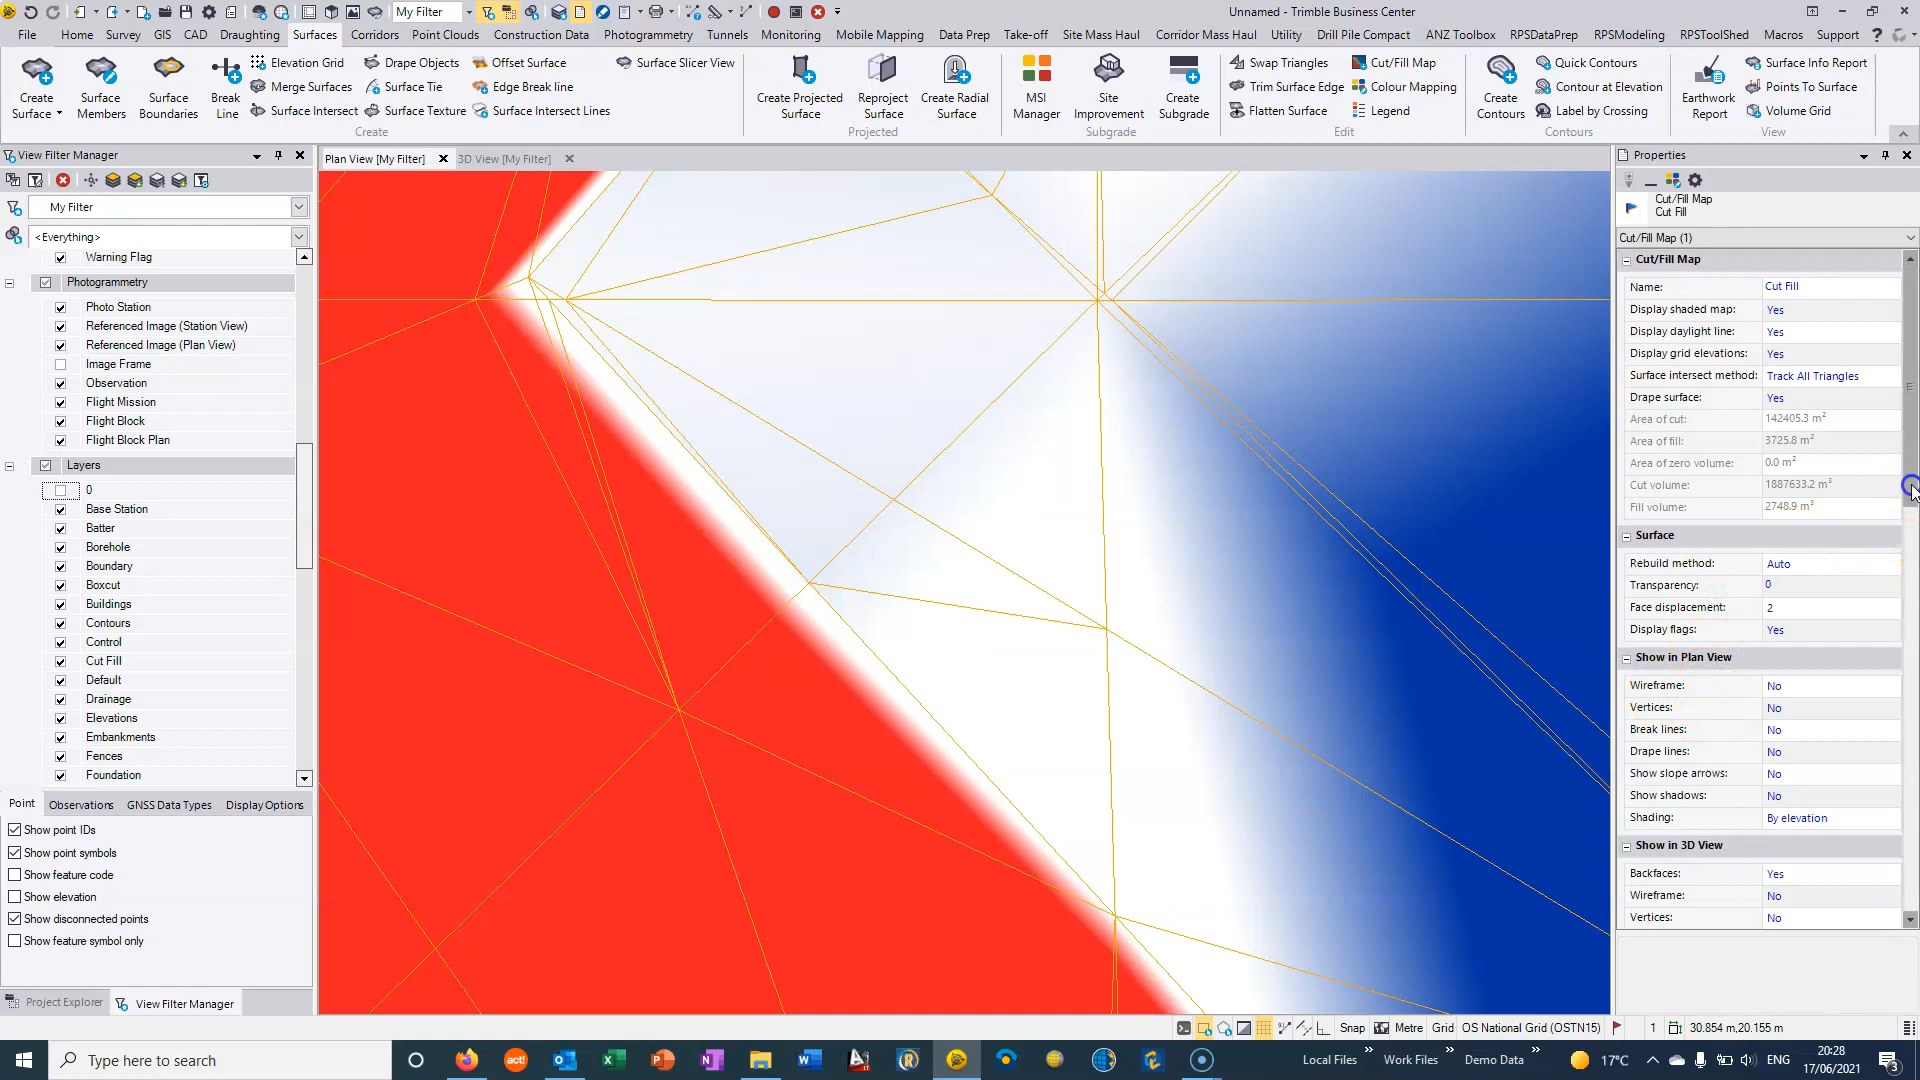 My Filter
Unnamed - Trimble Business Center
File Home Survey GIS CAD Draughting Surfaces Corridors Point Clouds Construction Data Photogrammetry Tunnels Monitoring Mobile Mapping Data Prep Take-off Site Mass Haul Corridor Mass Haul Utility Drill Pile Compact ANZ Toolbox RPSDataPrep RPSModeling RPSToolShed Macros Support
Create Surface
Surface Members
Surface Boundaries
Break Line
Elevation Grid
Merge Surfaces
Surface Intersect
Drape Objects
Surface Tie
Surface Texture
Offset Surface
Edge Break line
Surface Intersect Lines
Surface Slicer View
Create
Create Projected Surface
Reproject Surface
Create Radial Surface
Projected
MSI Manager
Site Improvement
Create Subgrade
Subgrade
Swap Triangles
Trim Surface Edge
Flatten Surface
Cut/Fill Map
Colour Mapping
Legend
Edit
Create Contours
Quick Contours
Contour at Elevation
Label by Crossing
Contours
Earthwork Report
Surface Info Report
Points To Surface
Volume Grid
View
View Filter Manager
My Filter
<Everything>
Warning Flag
Photogrammetry
Photo Station
Referenced Image (Station View)
Referenced Image (Plan View)
Image Frame
Observation
Flight Mission
Flight Block
Flight Block Plan
Layers
0
Base Station
Batter
Borehole
Boundary
Boxcut
Buildings
Contours
Control
Cut Fill
Default
Drainage
Elevations
Embankments
Fences
Foundation
Point Observations GNSS Data Types Display Options
Show point IDs
Show point symbols
Show feature code
Show elevation
Show disconnected points
Show feature symbol only
Project Explorer View Filter Manager
Plan View [My Filter] 3D View [My Filter]
Properties
Cut/Fill Map
Cut Fill
Cut/Fill Map (1)
Cut/Fill Map
Name: Cut Fill
Display shaded map: Yes
Display daylight line: Yes
Display grid elevations: Yes
Surface intersect method: Track All Triangles
Drape surface: Yes
Area of cut: 142405.3 m²
Area of fill: 3725.8 m²
Area of zero volume: 0.0 m²
Cut volume: 1887633.2 m³
Fill volume: 2748.9 m³
Surface
Rebuild method: Auto
Transparency: 0
Face displacement: 2
Display flags: Yes
Show in Plan View
Wireframe: No
Vertices: No
Break lines: No
Drape lines: No
Show slope arrows: No
Show shadows: No
Shading: By elevation
Show in 3D View
Backfaces: Yes
Wireframe: No
Vertices: No
Snap Metre Grid OS National Grid (OSTN15) 1 30.854 m,20.155 m
Type here to search
act!
Local Files » Work Files » Demo Data »
17°C
ENG
20:28
17/06/2021
3